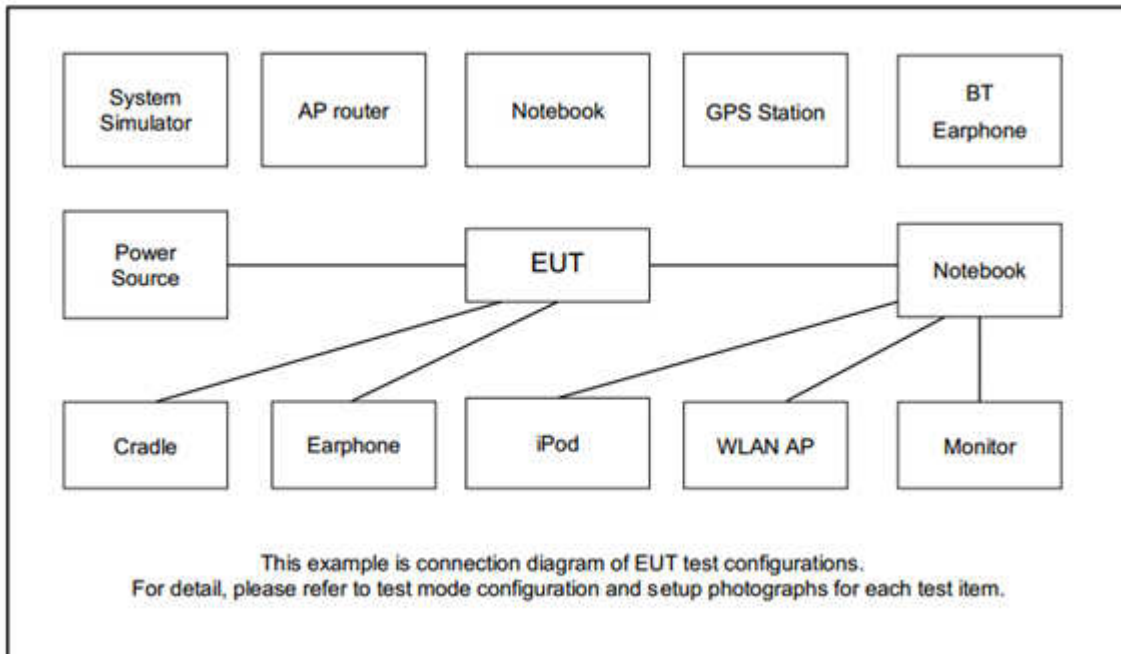 System
Simulator
AP router
Notebook
GPS Station
BT
Earphone
Power
Source
EUT
Notebook
Cradle
Earphone
iPod
WLAN AP
Monitor
This example is connection diagram of EUT test configurations.
For detail, please refer to test mode configuration and setup photographs for each test item.